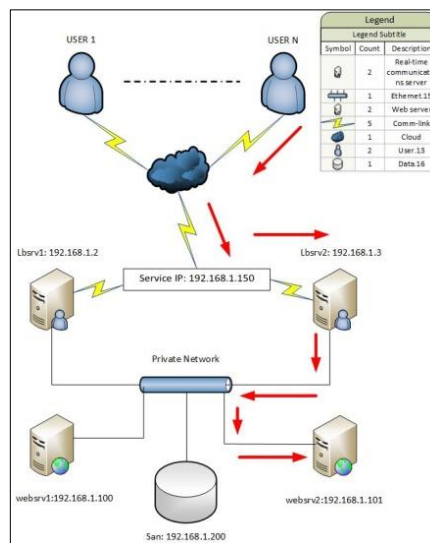 USER 1
USER N
Legend
Legend Subtitle
Symbol Count Description
2 Real-time
communicatio
ns server
1 Ethernet.15
2 Web server
5 Comm-link
1 Cloud
2 User.13
1 Data.16
Lbsrv1: 192.168.1.2
Lbsrv2: 192.168.1.3
Service IP: 192.168.1.150
Private Network
websrv1:192.168.1.100
websrv2:192.168.1.101
San: 192.168.1.200